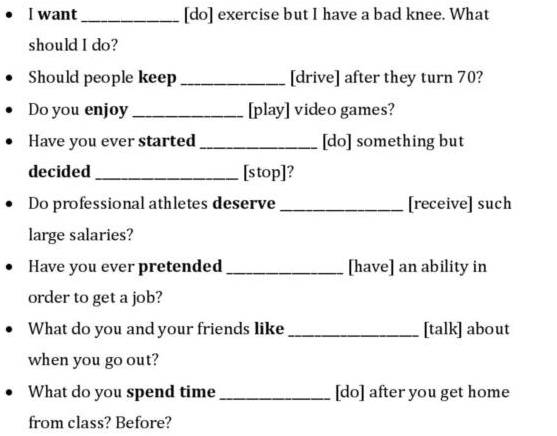 • I want ____________ [do] exercise but I have a bad knee. What
should I do?
• Should people keep _____________ [drive] after they turn 70?
• Do you enjoy ______________ [play] video games?
• Have you ever started _______________ [do] something but
decided __________________ [stop]?
• Do professional athletes deserve ________________ [receive] such
large salaries?
• Have you ever pretended _______________ [have] an ability in
order to get a job?
• What do you and your friends like _________________ [talk] about
when you go out?
• What do you spend time ______________ [do] after you get home
from class? Before?